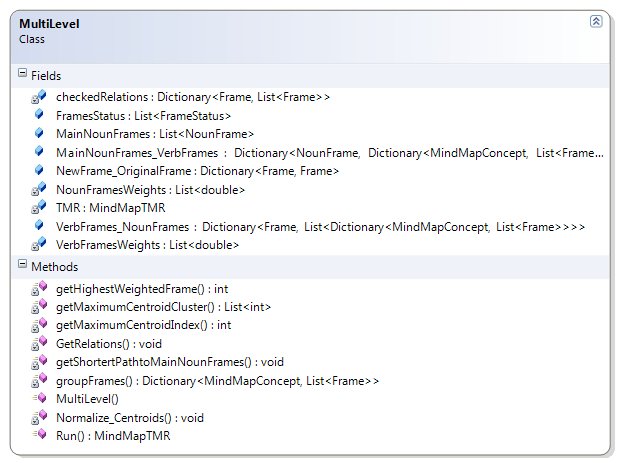 MultiLevel
Class
Fields
checkedRelations : Dictionary<Frame, List<Frame>>
FramesStatus : List<FrameStatus>
MainNounFrames : List<NounFrame>
MainNounFrames_VerbFrames : Dictionary<NounFrame, Dictionary<MindMapConcept, List<Frame...
NewFrame_OriginalFrame : Dictionary<Frame, Frame>
NounFramesWeights : List<double>
TMR : MindMapTMR
VerbFrames_NounFrames : Dictionary<Frame, List<Dictionary<MindMapConcept, List<Frame>>>>
VerbFramesWeights : List<double>
Methods
getHighestWeightedFrame() : int
getMaximumCentroidCluster() : List<int>
getMaximumCentroidIndex() : int
GetRelations() : void
getShortertPathtoMainNounFrames() : void
groupFrames() : Dictionary<MindMapConcept, List<Frame>>
MultiLevel()
Normalize_Centroids() : void
Run() : MindMapTMR